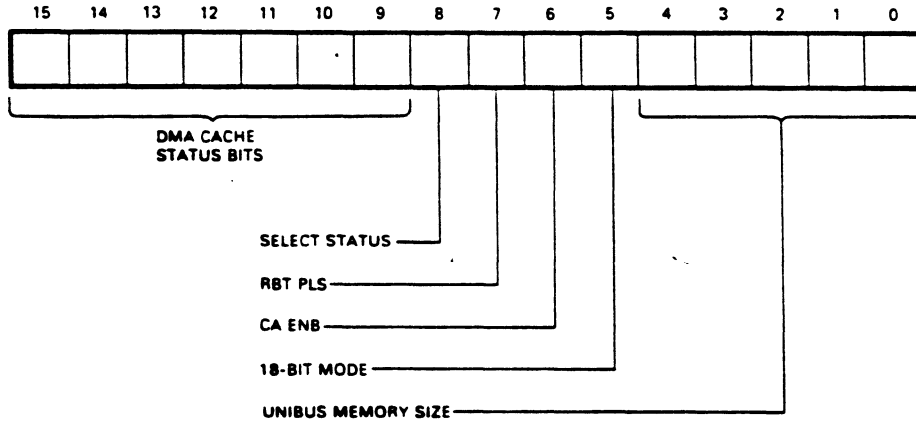 15 14 13 12 11 10 9 8 7 6 5 4 3 2 1 0
DMA CACHE
STATUS BITS
SELECT STATUS
RBT PLS
CA ENB
18-BIT MODE
UNIBUS MEMORY SIZE